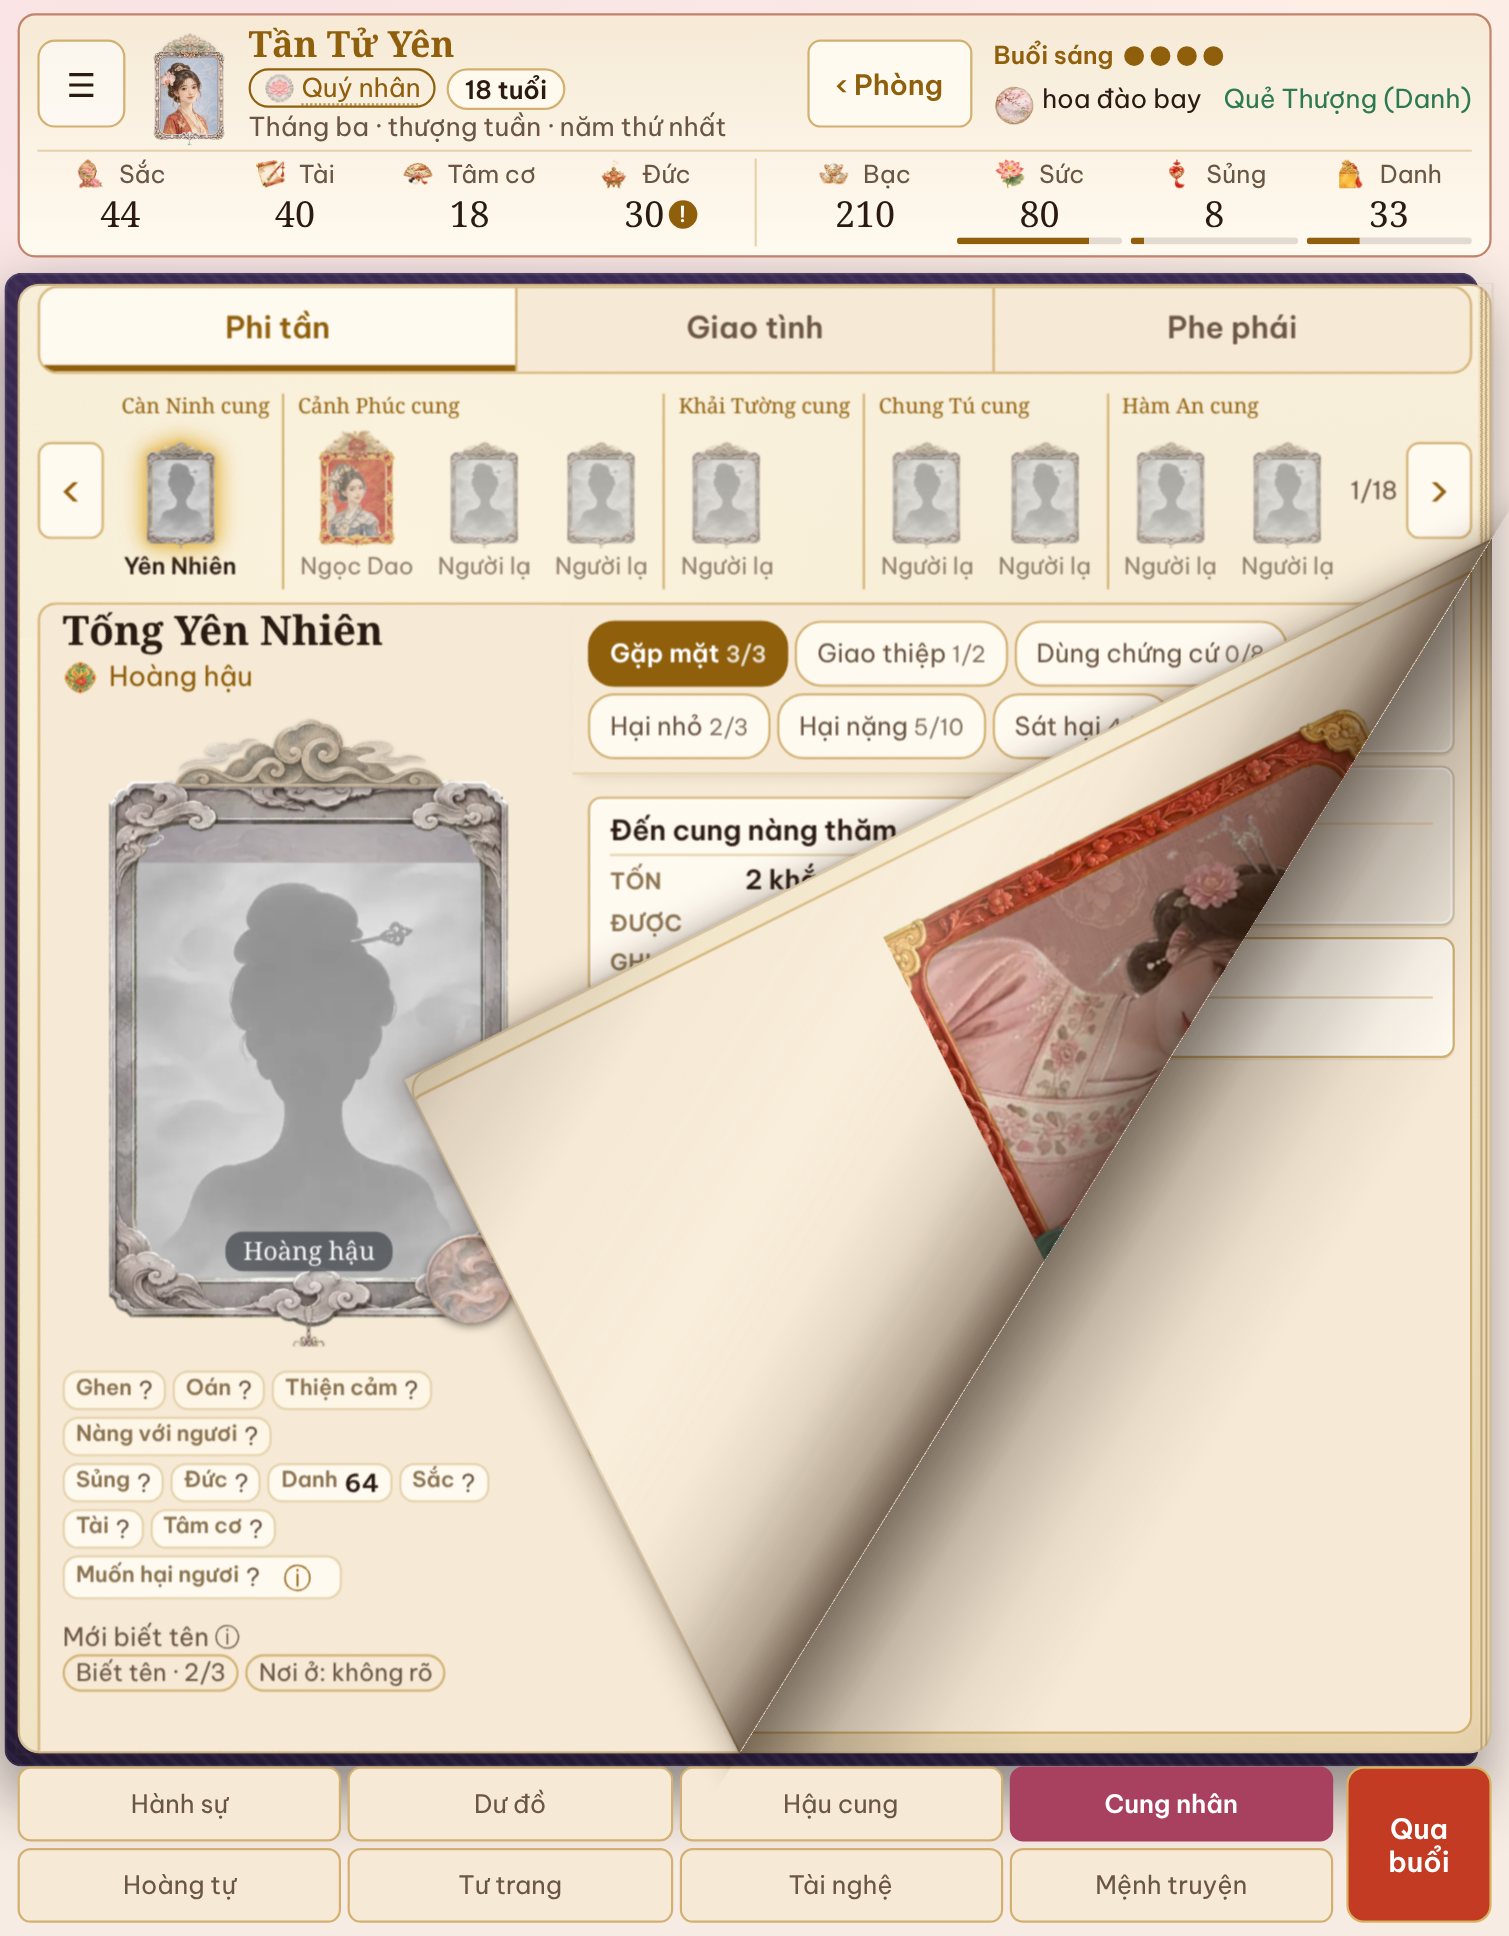 Tần Tử Yên
Quý nhân
18 tuổi
Tháng ba · thượng tuần · năm thứ nhất
‹ Phòng
Buổi sáng
hoa đào bay
Quẻ Thượng (Danh)
Sắc
44
Tài
40
Tâm cơ
18
Đức
30
!
Bạc
210
Sức
80
Sủng
8
Danh
33
Phi tần
Giao tình
Phe phái
Càn Ninh cung
Cảnh Phúc cung
Khải Tường cung
Chung Tú cung
Hàm An cung
‹
Yên Nhiên
Ngọc Dao
Người lạ
Người lạ
Người lạ
Người lạ
Người lạ
Người lạ
Người lạ
1/18
›
Tống Yên Nhiên
Hoàng hậu
Hoàng hậu
Ghen ?
Oán ?
Thiện cảm ?
Nàng với ngươi ?
Sủng ?
Đức ?
Danh 64
Sắc ?
Tài ?
Tâm cơ ?
Muốn hại ngươi ?
Mới biết tên
Biết tên · 2/3
Nơi ở: không rõ
Gặp mặt 3/3
Giao thiệp 1/2
Dùng chứng cứ 0/8
Hại nhỏ 2/3
Hại nặng 5/10
Sát hại
Đến cung nàng thăm
TỐN
2
ĐƯỢC
Hành sự
Dư đồ
Hậu cung
Cung nhân
Hoàng tự
Tư trang
Tài nghệ
Mệnh truyện
Qua
buổi